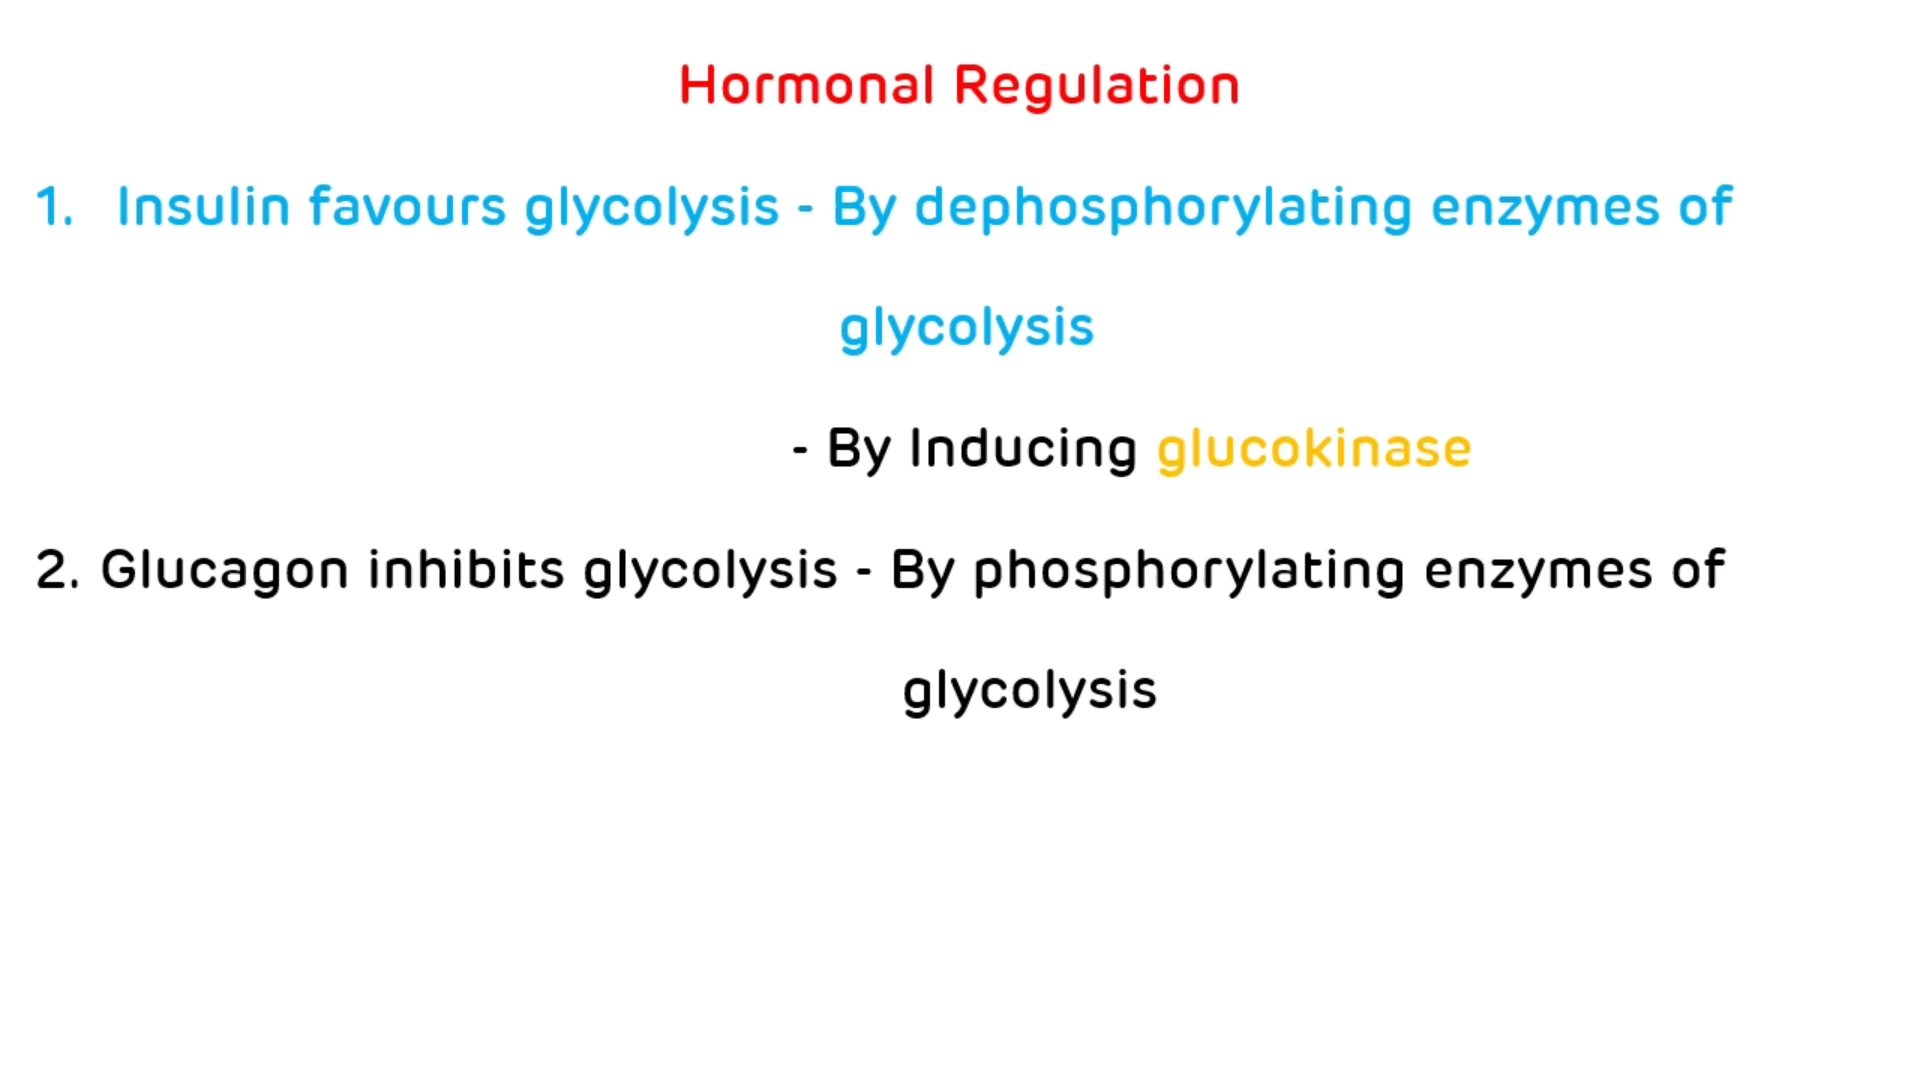 Hormonal Regulation
1. Insulin favours glycolysis - By dephosphorylating enzymes of
glycolysis
- By Inducing glucokinase
2. Glucagon inhibits glycolysis - By phosphorylating enzymes of
glycolysis